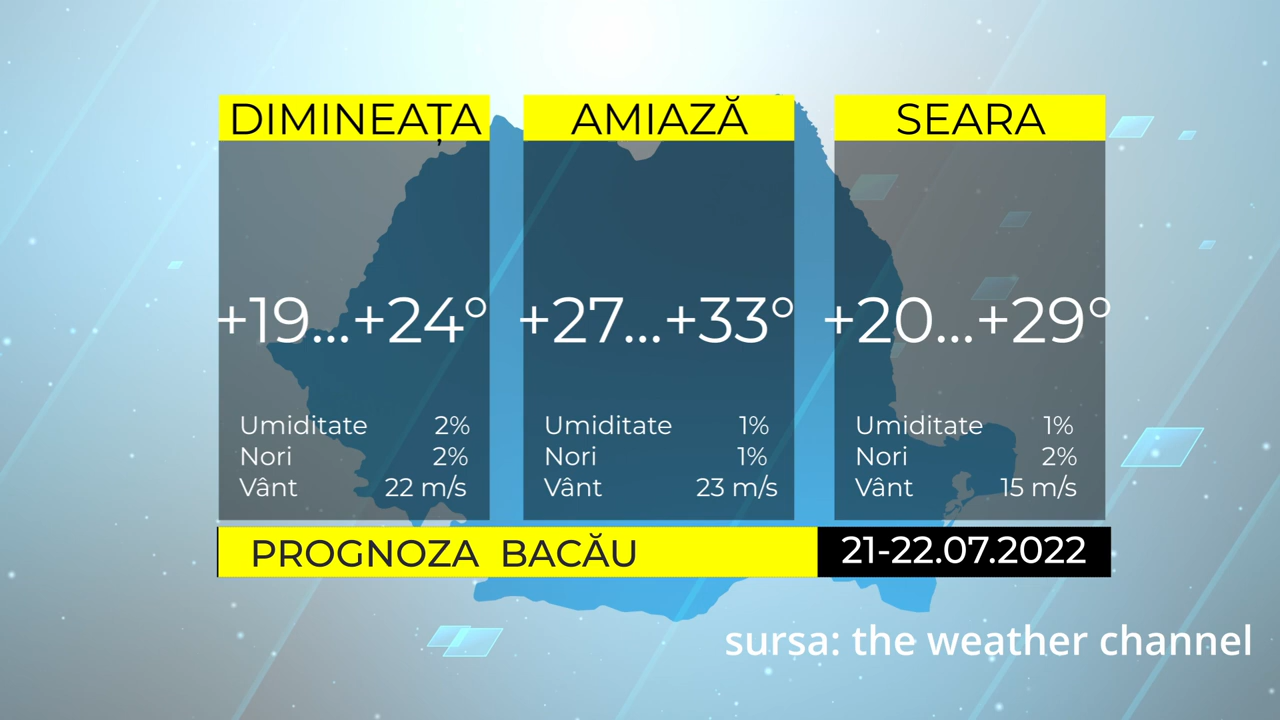 DIMINEAȚA
+19...+24°
Umiditate 2%
Nori 2%
Vânt 22 m/s
AMIAZĂ
+27...+33°
Umiditate 1%
Nori 1%
Vânt 23 m/s
SEARA
+20...+29°
Umiditate 1%
Nori 2%
Vânt 15 m/s
PROGNOZA BACĂU
21-22.07.2022
sursa: the weather channel